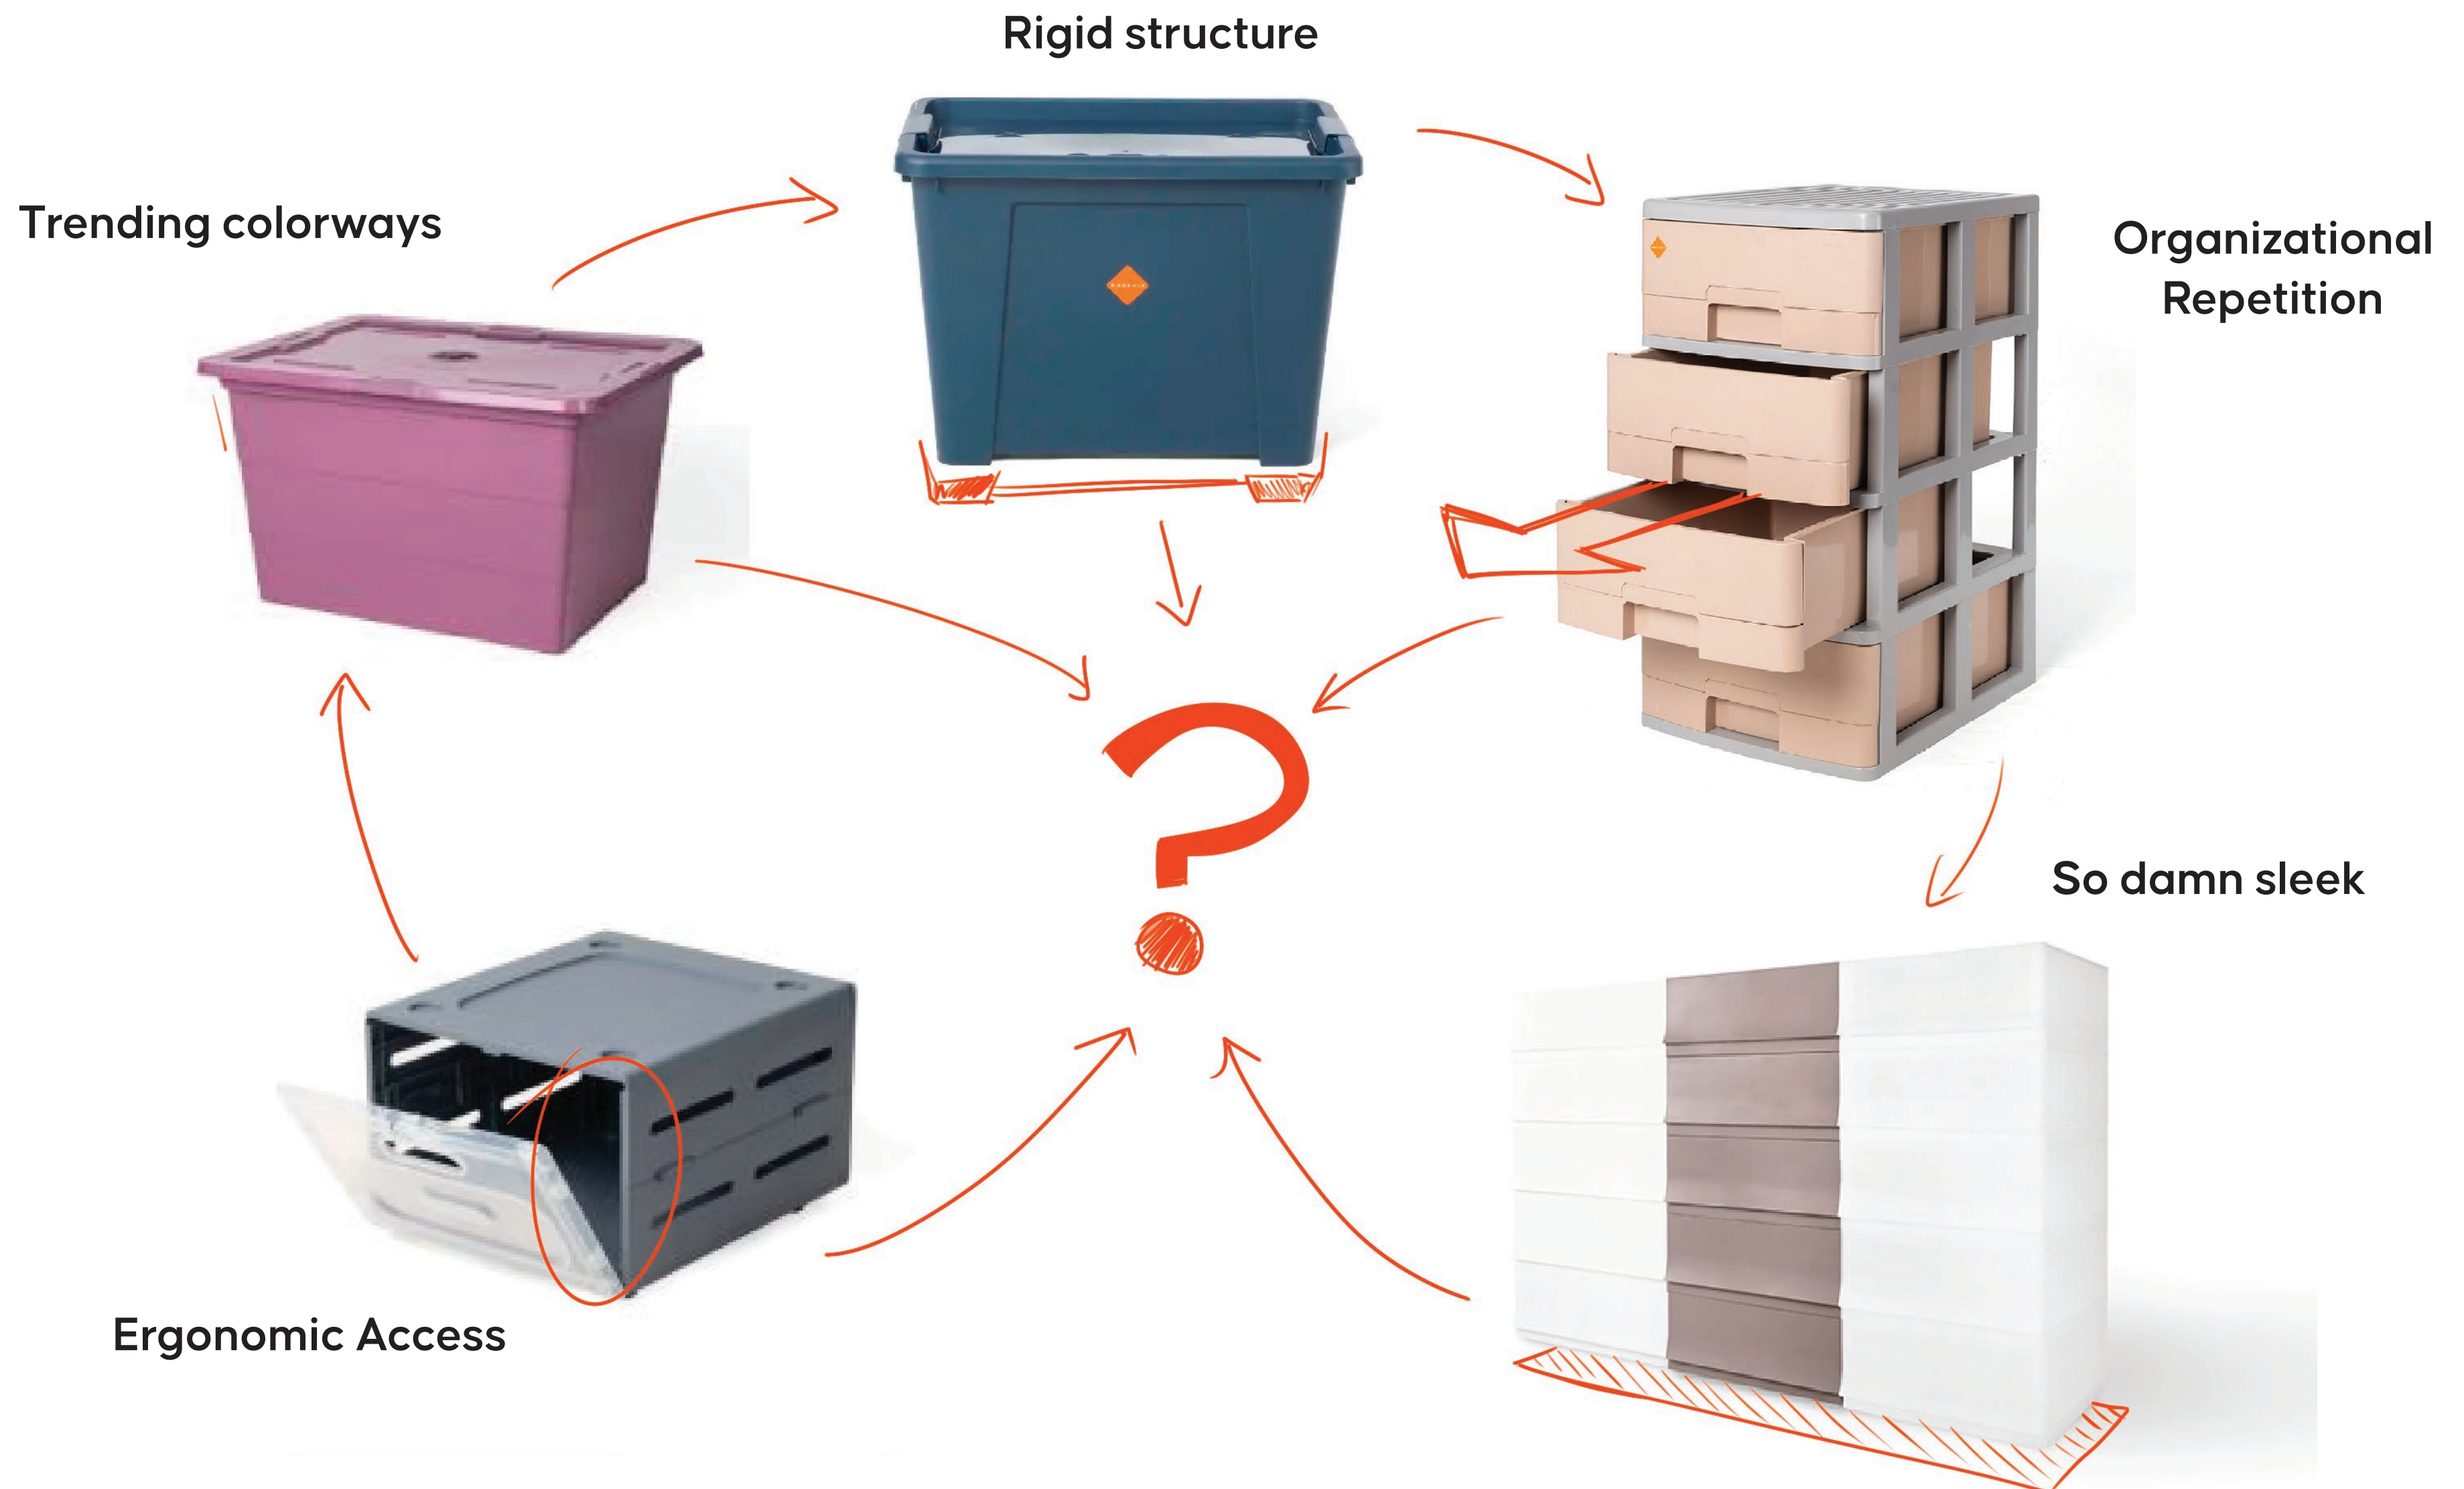 Rigid structure
Trending colorways
Organizational
Repetition
So damn sleek
Ergonomic Access